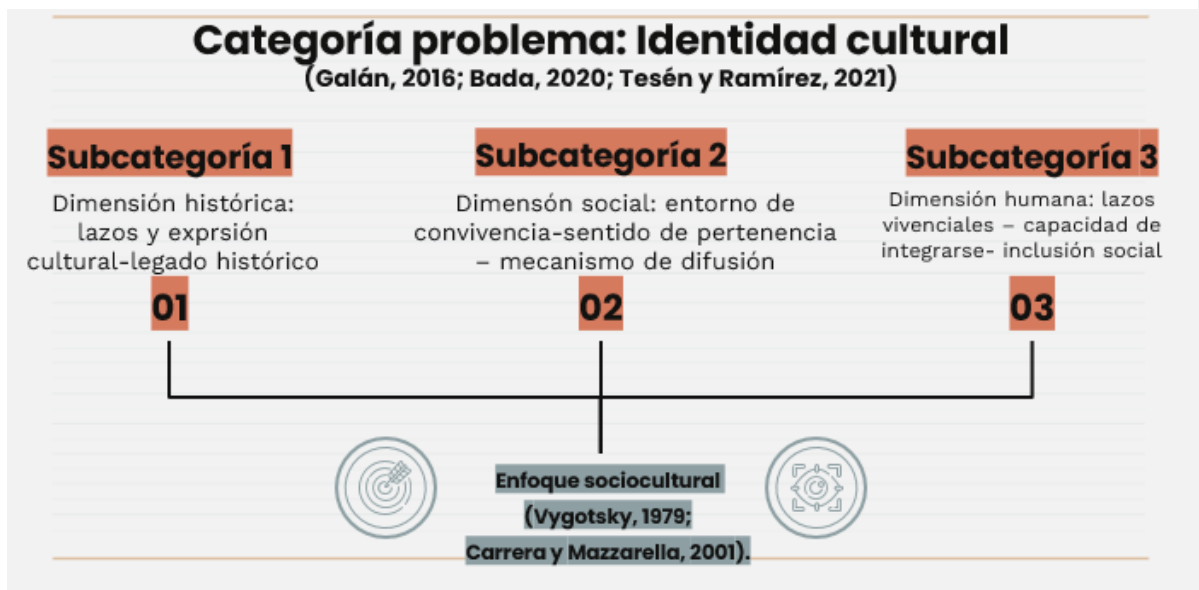 Categoría problema: Identidad cultural
(Galán, 2016; Bada, 2020; Tesén y Ramírez, 2021)
Subcategoría 1
Dimensión histórica:
lazos y exprsión
cultural-legado histórico
01
Subcategoría 2
Dimensón social: entorno de
convivencia-sentido de pertenencia
– mecanismo de difusión
02
Subcategoría 3
Dimensión humana: lazos
vivenciales – capacidad de
integrarse- inclusión social
03
Enfoque sociocultural
(Vygotsky, 1979;
Carrera y Mazzarella, 2001).